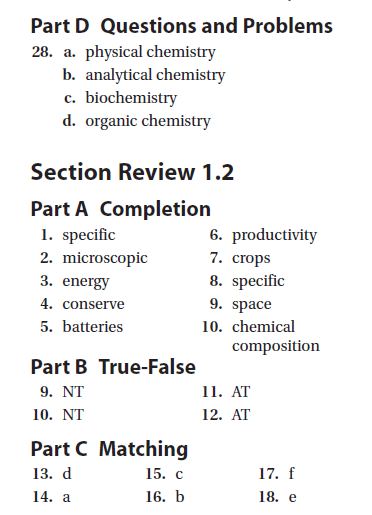 Part D Questions and Problems
28. a. physical chemistry
b. analytical chemistry
c. biochemistry
d. organic chemistry
Section Review 1.2
Part A Completion
1. specific
2. microscopic
3. energy
4. conserve
5. batteries
6. productivity
7. crops
8. specific
9. space
10. chemical
composition
Part B True-False
9. NT
10. NT
11. AT
12. AT
Part C Matching
13. d
14. a
15. c
16. b
17. f
18. e